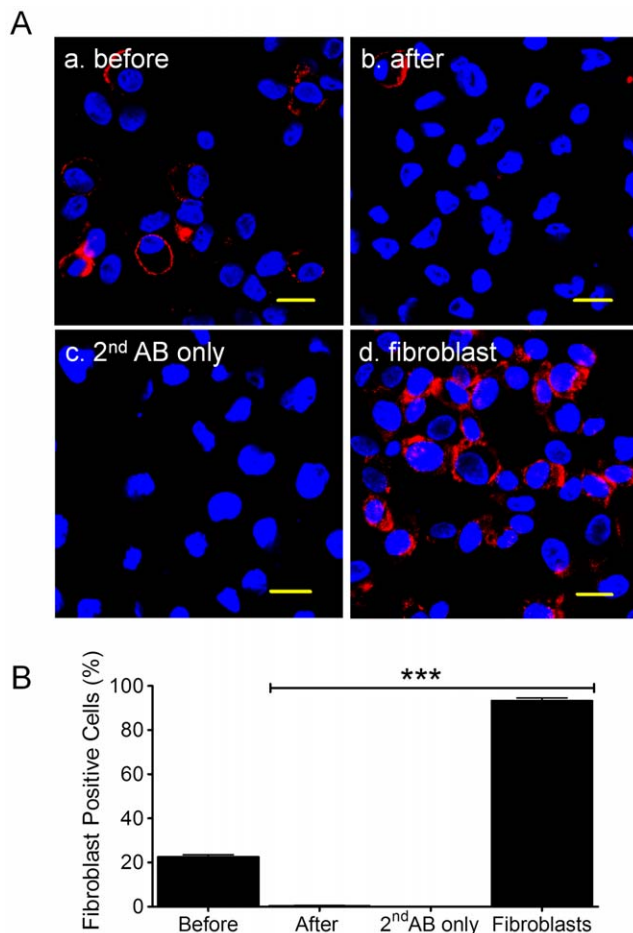 A
a. before
b. after
c. 2nd AB only
d. fibroblast
B
Fibroblast Positive Cells (%)
100
80
60
40
20
0
***
Before After 2ndAB only Fibroblasts